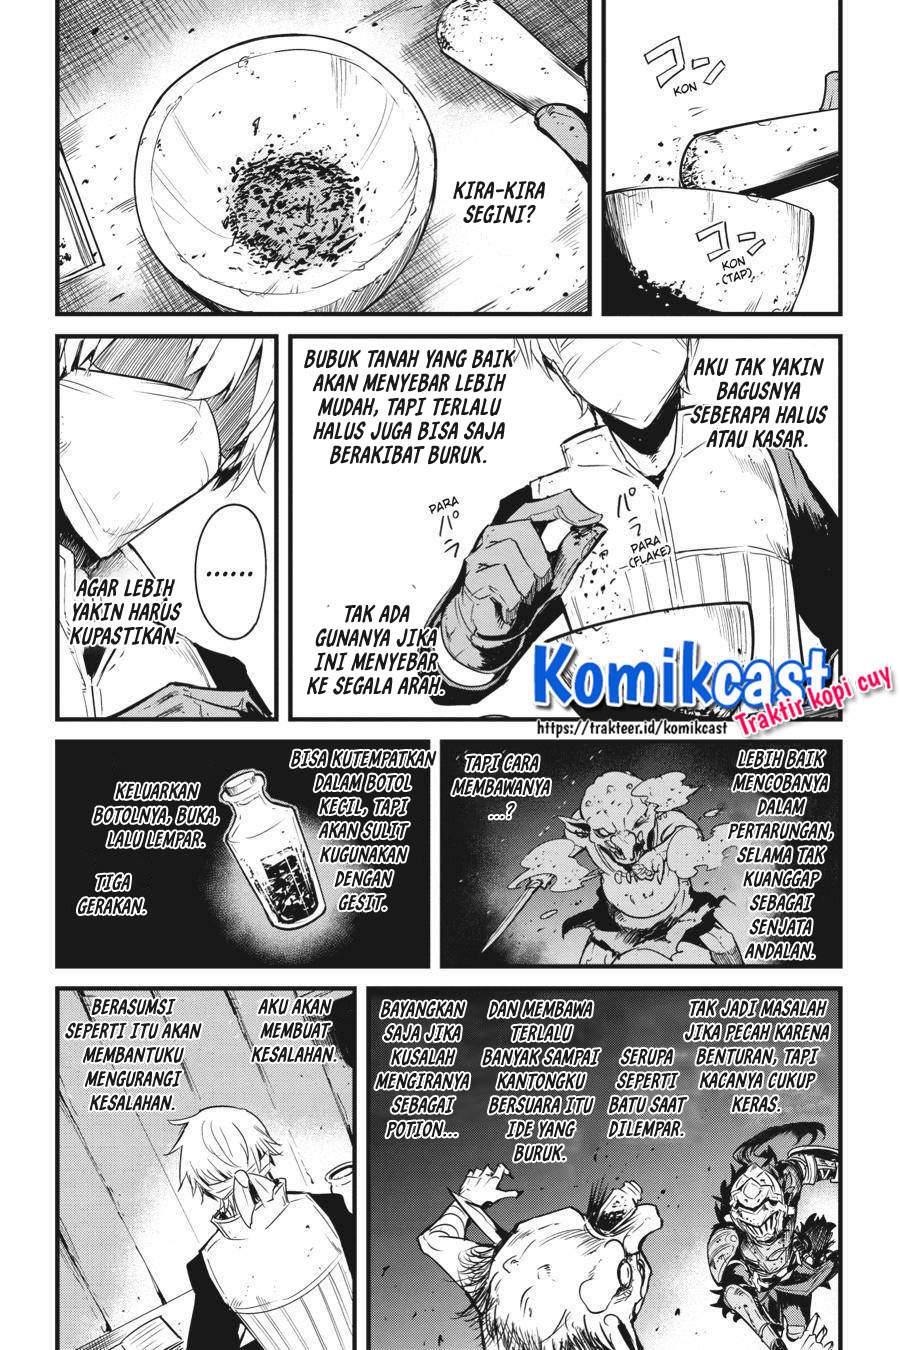 コン
KON
コン
KON
(TAP)
KIRA-KIRA
SEGINI?
AKU TAK YAKIN
BAGUSNYA
SEBERAPA HALUS
ATAU KASAR.
BUBUK TANAH YANG BAIK
AKAN MENYEBAR LEBIH
MUDAH, TAPI TERLALU
HALUS JUGA BISA SAJA
BERAKIBAT BURUK.
パラ
PARA
(FLAKE)
パラ
PARA
TAK ADA
GUNANYA JIKA
INI MENYEBAR
KE SEGALA ARAH.
......
AGAR LEBIH
YAKIN HARUS
KUPASTIKAN.
Komikcast
Traktir kopi cuy
https://trakteer.id/komikcast
LEBIH BAIK
MENCOBANYA
DALAM
PERTARUNGAN,
SELAMA TAK
KUANGGAP
SEBAGAI
SENJATA
ANDALAN.
TAPI CARA
MEMBAWANYA
...?
BISA KUTEMPATKAN
DALAM BOTOL
KECIL, TAPI
AKAN SULIT
KUGUNAKAN
DENGAN
GESIT.
KELUARKAN
BOTOLNYA, BUKA,
LALU LEMPAR.
TIGA
GERAKAN.
TAK JADI MASALAH
JIKA PECAH KARENA
BENTURAN, TAPI
KACANYA CUKUP
KERAS.
SERUPA
SEPERTI
BATU SAAT
DILEMPAR.
DAN MEMBAWA
TERLALU
BANYAK SAMPAI
KANTONGKU
BERSUARA ITU
IDE YANG
BURUK.
BAYANGKAN
SAJA JIKA
KUSALAH
MENGIRANYA
SEBAGAI
POTION...
AKU AKAN
MEMBUAT
KESALAHAN.
BERASUMSI
SEPERTI ITU AKAN
MEMBANTUKU
MENGURANGI
KESALAHAN.